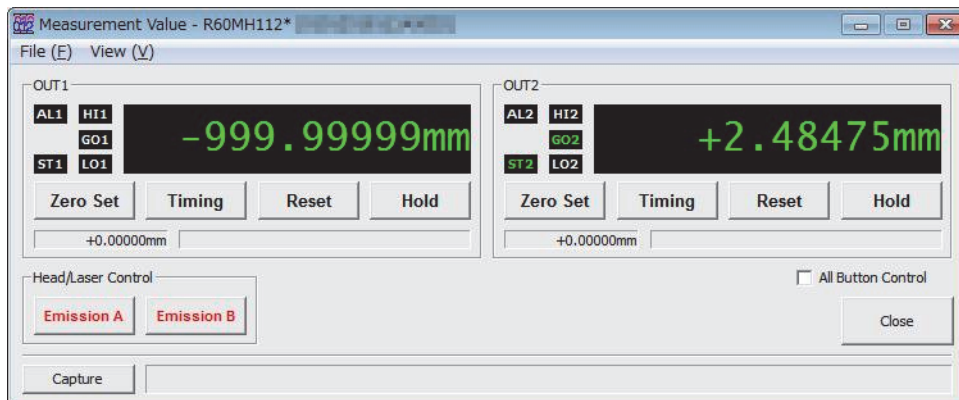 Measurement Value - R60MH112*
File (F) View (V)
OUT1
AL1 HI1
GO1
ST1 LO1
-999.99999mm
Zero Set Timing Reset Hold
+0.00000mm
OUT2
AL2 HI2
GO2
ST2 LO2
+2.48475mm
Zero Set Timing Reset Hold
+0.00000mm
Head/Laser Control
Emission A Emission B
All Button Control
Close
Capture